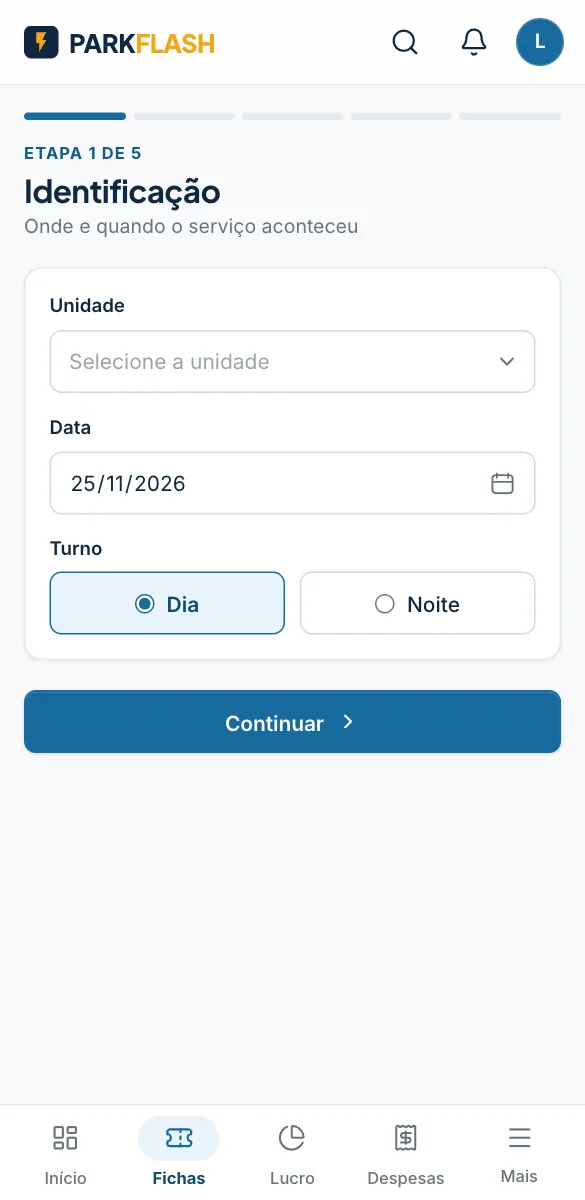 PARKFLASH
L
ETAPA 1 DE 5
Identificação
Onde e quando o serviço aconteceu
Unidade
Selecione a unidade
Data
25/11/2026
Turno
Dia
Noite
Continuar
Início
Fichas
Lucro
Despesas
Mais